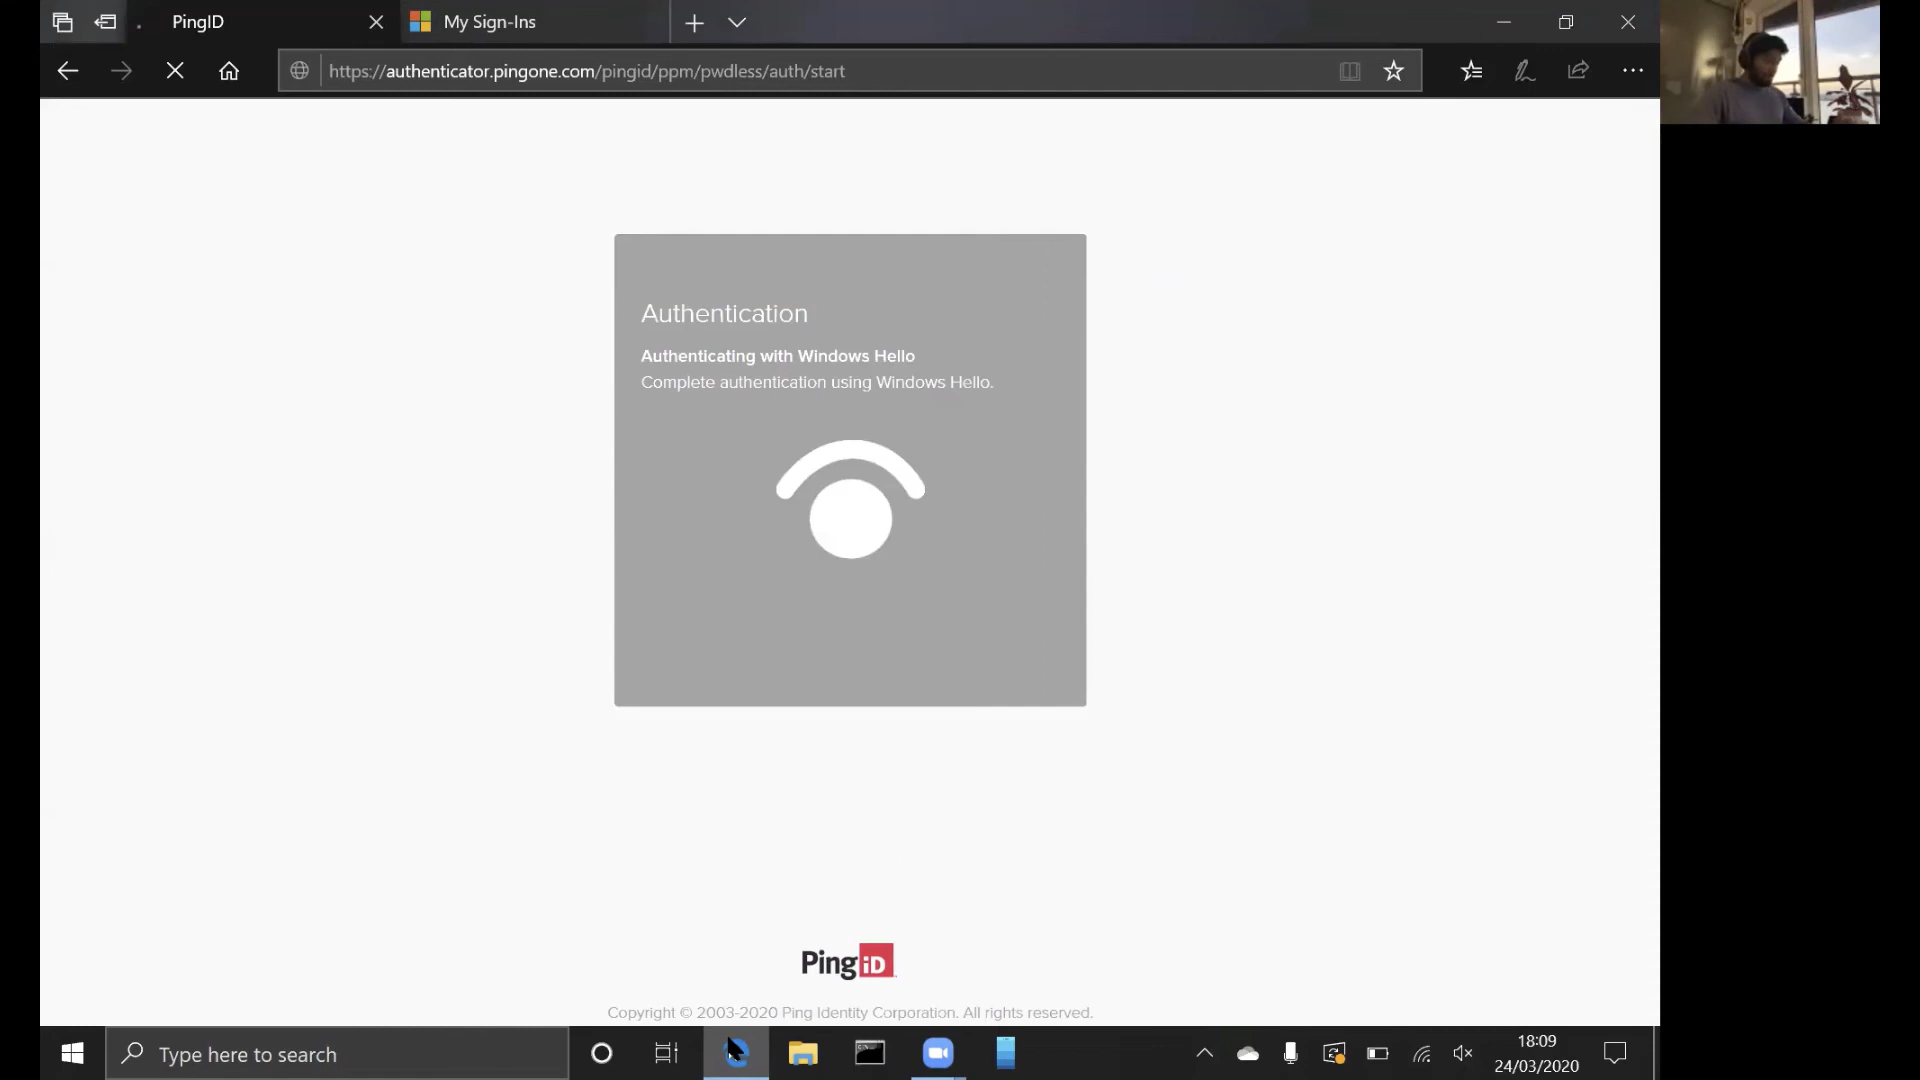 PingID
My Sign-Ins
https://authenticator.pingone.com/pingid/ppm/pwdless/auth/start
Authentication
Authenticating with Windows Hello
Complete authentication using Windows Hello.
Ping iD
Copyright © 2003-2020 Ping Identity Corporation. All rights reserved.
Type here to search
18:09
24/03/2020